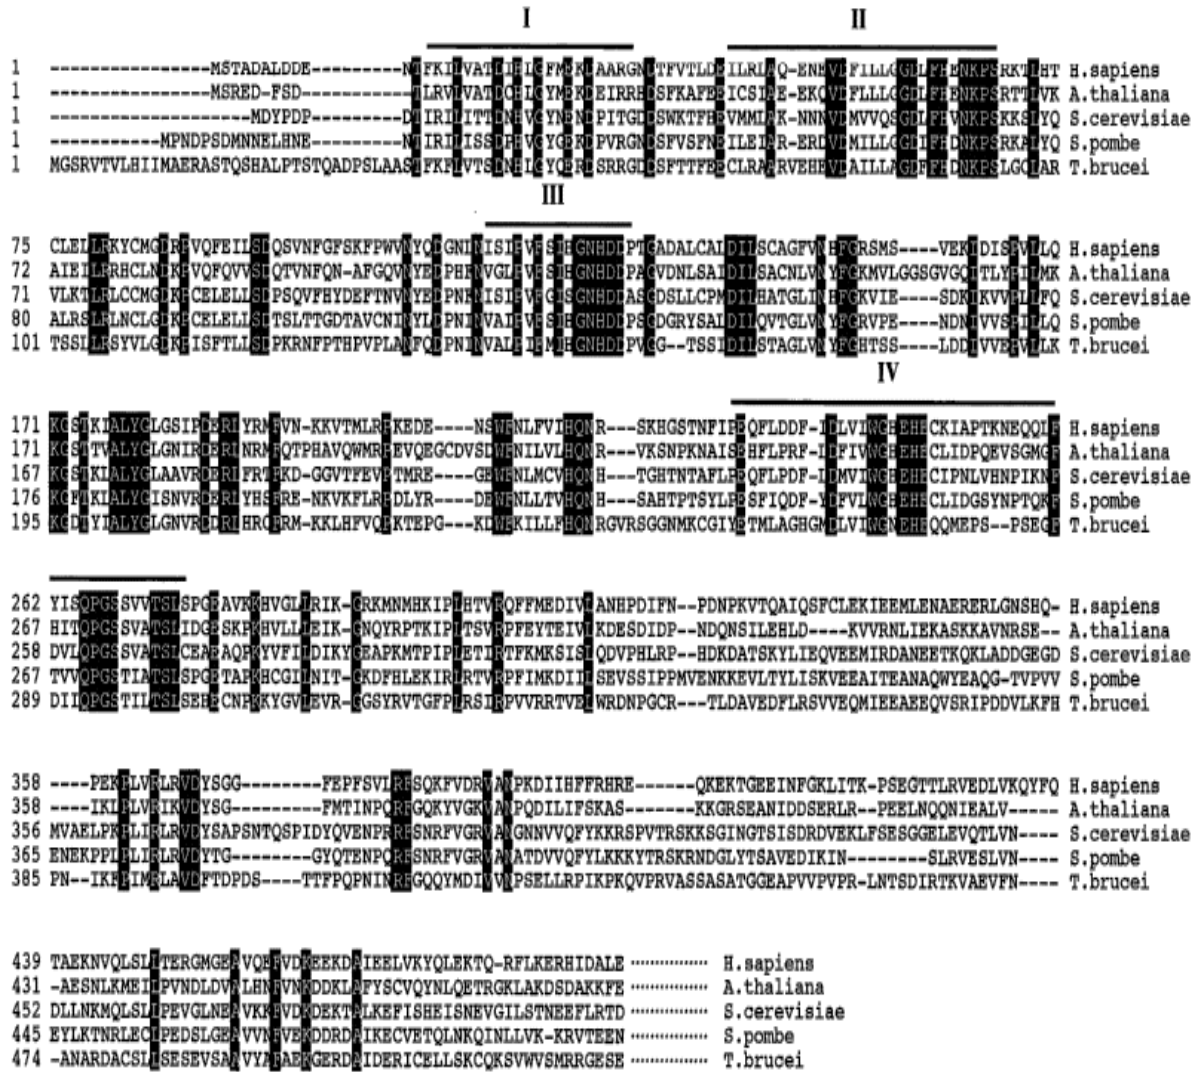 I II
1 ----------------MSTADALDDE---------NTFKILVATDIHLGFMEKDAARGNDTFVTLDEILRLAQ-ENEVDFILLGGDLFHENKPSRKTLHT H.sapiens
1 ----------------MSRED-FSD----------TLRVLVATDCHLGYMEKDEIRRHDSFKAFEEICSIAE-EKQVDFLLLGGDLFHENKPSRTTLVK A.thaliana
1 --------------------MDYPDP---------DTIRILITTDNHVGYNENDPITGDDSWKTFHEVMMLAK-NNNVDMVVQSGDLFHVNKPSKKSLYQ S.cerevisiae
1 -----------MPNDPSDMNNELHNE---------NTIRILISSDPHVGYGEKDPVRGNDSFVSFNEILEIAR-ERDVDMILLGGDIFHDNKPSRKALYQ S.pombe
1 MGSRVTVLHIIMAERASTQSHALPTSTQADPSLAASTFKFLVTSDNHLGYQERDSRRGDDSFTTFEECLRAARVEHEVDAILLAGDFFHDNKPSLGCLAR T.brucei
III
75 CLELLRKYCMGDRPVQFEILSDQSVNFGFSKFPWVNYQDGNLNISIPVFSIHGNHDDPTGADALCALDILSCAGFVNHFGRSMS----VEKIDISPVLLQ H.sapiens
72 AIEILRRHCLNDKPVQFQVVSDQTVNFQN-AFGQVNYEDPHFNVGLPVFSIHGNHDDPAGVDNLSAIDILSACNLVNYFGKMVLGGSGVGQITLYPILMK A.thaliana
71 VLKTLRLCCMGDKPCELELLSDPSQVFHYDEFTNVNYEDPNFNISIPVFGISGNHDDASGDSLLCPMDILHATGLINHFGKVIE----SDKIKVVPLLFQ S.cerevisiae
80 ALRSLRLNCLGDKPCELELLSDTSLTTGDTAVCNINYLDPNINVAIPVFSIHGNHDDPSGDGRYSALDILQVTGLVNYFGRVPE----NDNIVVSPILLQ S.pombe
101 TSSLLRSYVLGDKPISFTLLSDPKRNFPTHPVPLANFQDPNINVALPIFMIHGNHDDPVGG--TSSIDILSTAGLVNYFGHTSS----LDDIVVEPVLLK T.brucei
IV
171 KGSTKIALYGLGSIPDERLYRMFVN-KKVTMLRPKEDE----NSWFNLFVIHQNR---SKHGSTNFIPEQFLDDF-IDLVIWGHEHECKIAPTKNEQQLF H.sapiens
171 KGSTTVALYGLGNIRDERLNRMFQTPHAVQWMRPEVQEGCDVSDWFNILVLHQNR---VKSNPKNAISEHFLPRF-LDFIVWGHEHECLIDPQEVSGMGF A.thaliana
167 KGSTKLALYGLAAVRDERLFRTFKD-GGVTFEVPTMRE----GEWFNLMCVHQNH---TGHTNTAFLPEQFLPDF-LDMVIWGHEHECIPNLVHNPIKNF S.cerevisiae
176 KGFTKLALYGISNVRDERLYHSFRE-NKVKFLRPDLYR----DEWFNLLTVHQNH---SAHTPTSYLPESFIQDF-YDFVLWGHEHECLIDGSYNPTQKF S.pombe
195 KGDTYIALYGLGNVRDDRLHRCFRM-KKLHFVQPKTEPG---KDWFKILLFHQNRGVRSGGNMKCGIYETMLAGHGMDLVIWGNEHEQQMEPS--PSEGF T.brucei
262 YISQPGSSVVTSLSPGEAVKKHVGLLRIK-GRKMNMHKIPLHTVRQFFMEDIVLANHPDIFN--PDNPKVTQAIQSFCLEKIEEMLENAERERLGNSHQ- H.sapiens
267 HITQPGSSVATSLIDGESKPKHVLLLEIK-GNQYRPTKIPLTSVRPFEYTEIVLKDESDIDP--NDQNSILEHLD----KVVRNLIEKASKKAVNRSE-- A.thaliana
258 DVLQPGSSVATSLCEAEAQPKYVFILDIKYGEAPKMTPIPLETIRTFKMKSISLQDVPHLRP--HDKDATSKYLIEQVEEMIRDANEETKQKLADDGEGD S.cerevisiae
267 TVVQPGSTIATSLSPGETAPKHCGILNIT-GKDFHLEKIRLRTVRPFIMKDIILSEVSSIPPMVENKKEVLTYLISKVEEAITEANAQWYEAQG-TVPVV S.pombe
289 DIIQPGSTILTSLSEHECNPKKYGVLEVR-GGSYRVTGFPLRSIRPVVRRTVELWRDNPGCR---TLDAVEDFLRSVVEQMIEEAEEQVSRIPDDVLKFH T.brucei
358 ----PEKPLVRLRVDYSGG--------FEPFSVLRFSQKFVDRVANPKDIIHFFRHRE------QKEKTGEEINFGKLITK-PSEGTTLRVEDLVKQYFQ H.sapiens
358 ----IKLPLVRIKVDYSG---------FMTINPQRFGQKYVGKVANPQDILIFSKAS-------KKGRSEANIDDSERLR--PEELNQQNIEALV----- A.thaliana
356 MVAELPKPLIRLRVDYSAPSNTQSPIDYQVENPRRFSNRFVGRVANGNNVVQFYKKRSPVTRSKKSGINGTSISDRDVEKLFSESGGELEVQTLVN---- S.cerevisiae
365 ENEKPPLPLIRLRVDYTG---------GYQTENPQRFSNRFVGRVANATDVVQFYLKKKYTRSKRNDGLYTSAVEDIKIN---------SLRVESLVN---- S.pombe
385 PN--IKFPIMRLAVDFTDPDS----TTFPQPNINRFGQQYMDIVVNPSELLRPIKPKQVPRVASSASATGGEAPVVPVPR-LNTSDIRTKVAEVFN---- T.brucei
439 TAEKNVQLSLLTERGMGEAVQEFVDKEEKDAIEELVKYQLEKTQ-RFLKERHIDALE ················ H.sapiens
431 -AESNLKMEILPVNDLDVALHNFVNKDDKLAFYSCVQYNLQETRGKLAKDSDAKKFE ················ A.thaliana
452 DLLNKMQLSLLPEVGLNEAVKKFVDKDEKTALKEFISHEISNEVGILSTNEEFLRTD ················ S.cerevisiae
445 EYLKTNRLECLPEDSLGEAVVNFVEKDDRDAIKECVETQLNKQINLLVK-KRVTEEN ················ S.pombe
474 -ANARDACSLLSESEVSAAVYAFAEKGERDAIDERICELLSKCQKSVWVSMRRGESE ················ T.brucei